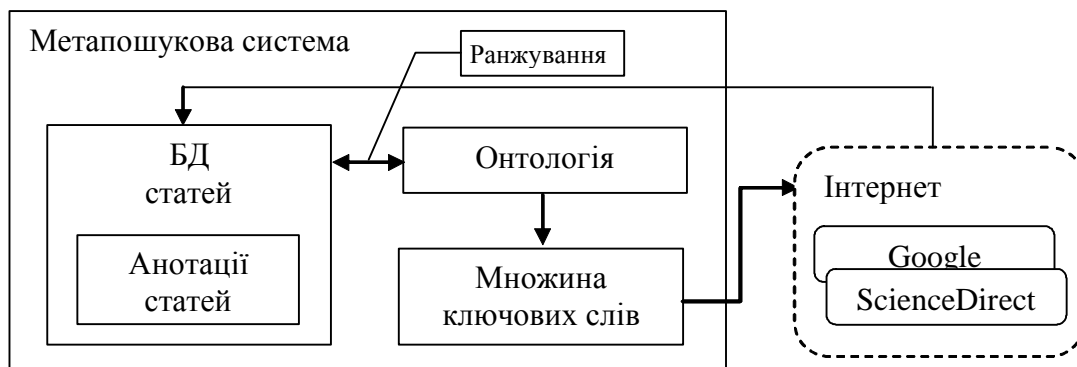 Метапошукова система
Ранжування
БД
статей
Онтологія
Інтернет
Анотації
статей
Множина
ключових слів
Google
ScienceDirect